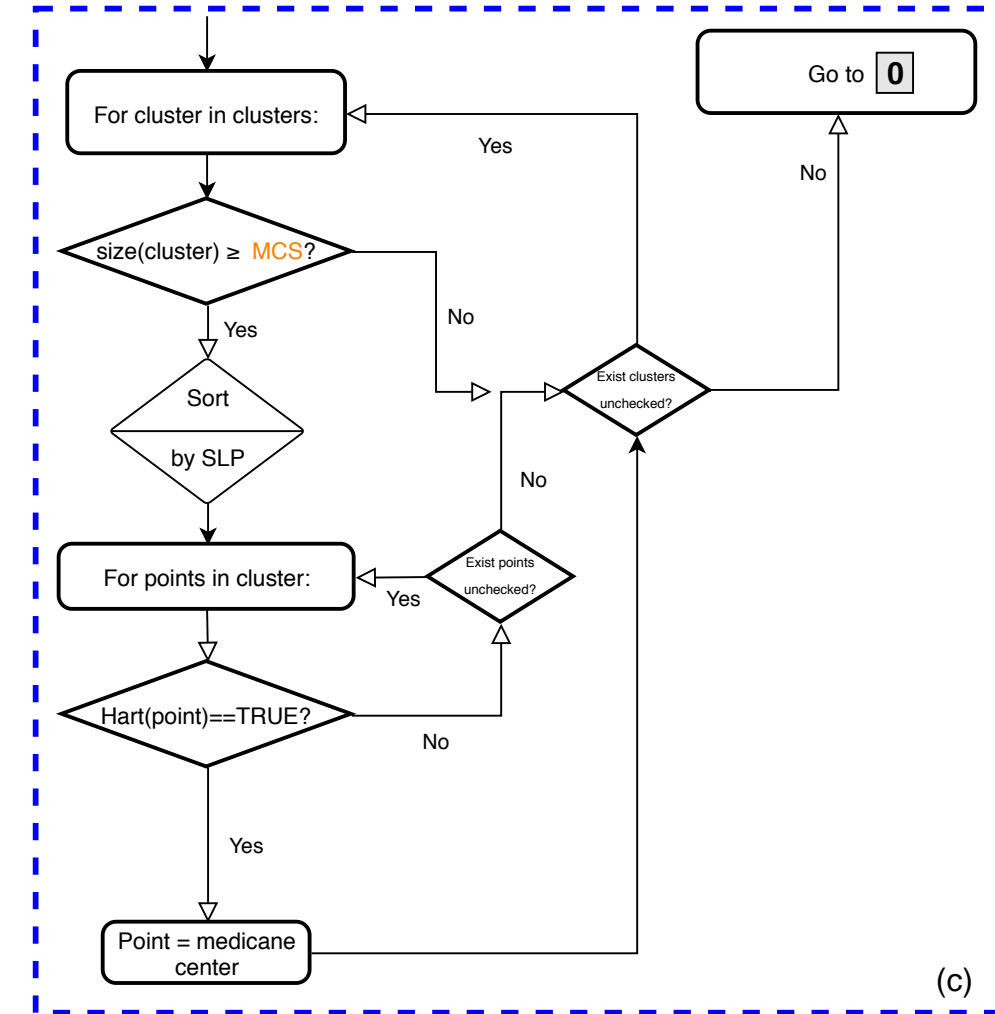 For cluster in clusters:
Go to 0
Yes
No
size(cluster) ≥ MCS?
No
Yes
Exist clusters
unchecked?
Sort
by SLP
No
Exist points
unchecked?
For points in cluster:
Yes
Hart(point)==TRUE?
No
Yes
Point = medicane
center
(c)